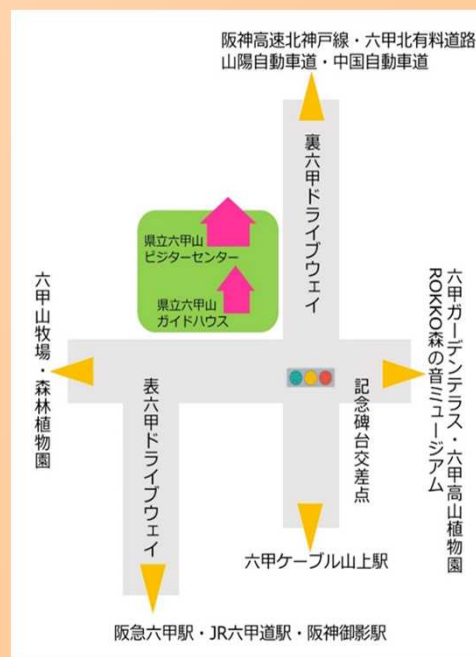 阪神高速北神戸線・六甲北有料道路
山陽自動車道・中国自動車道
裏六甲ドライブウェイ
県立六甲山
ビジターセンター
県立六甲山
ガイドハウス
六甲山牧場・森林植物園
表六甲ドライブウェイ
記念碑台交差点
六甲ガーデンテラス・六甲高山植物園
ROKKO森の音ミュージアム
六甲ケーブル山上駅
阪急六甲駅・JR六甲道駅・阪神御影駅